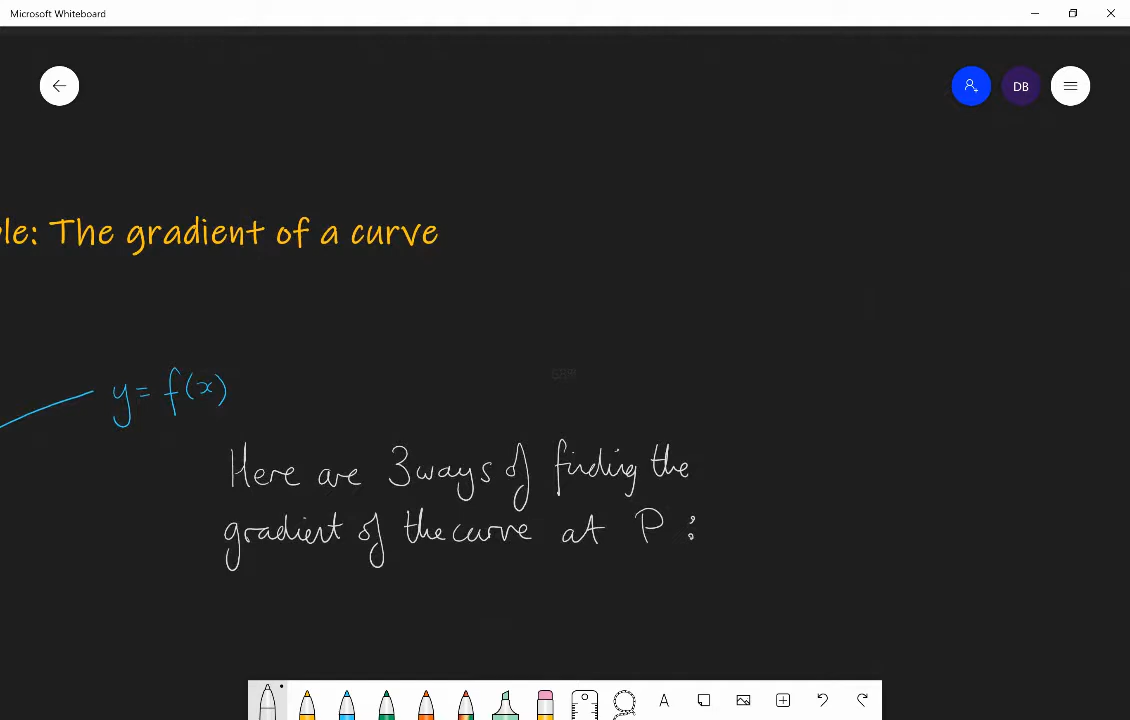 Microsoft Whiteboard
DB
le: The gradient of a curve
y = f(x)
Here are 3 ways of finding the
gradient of the curve at P :
A